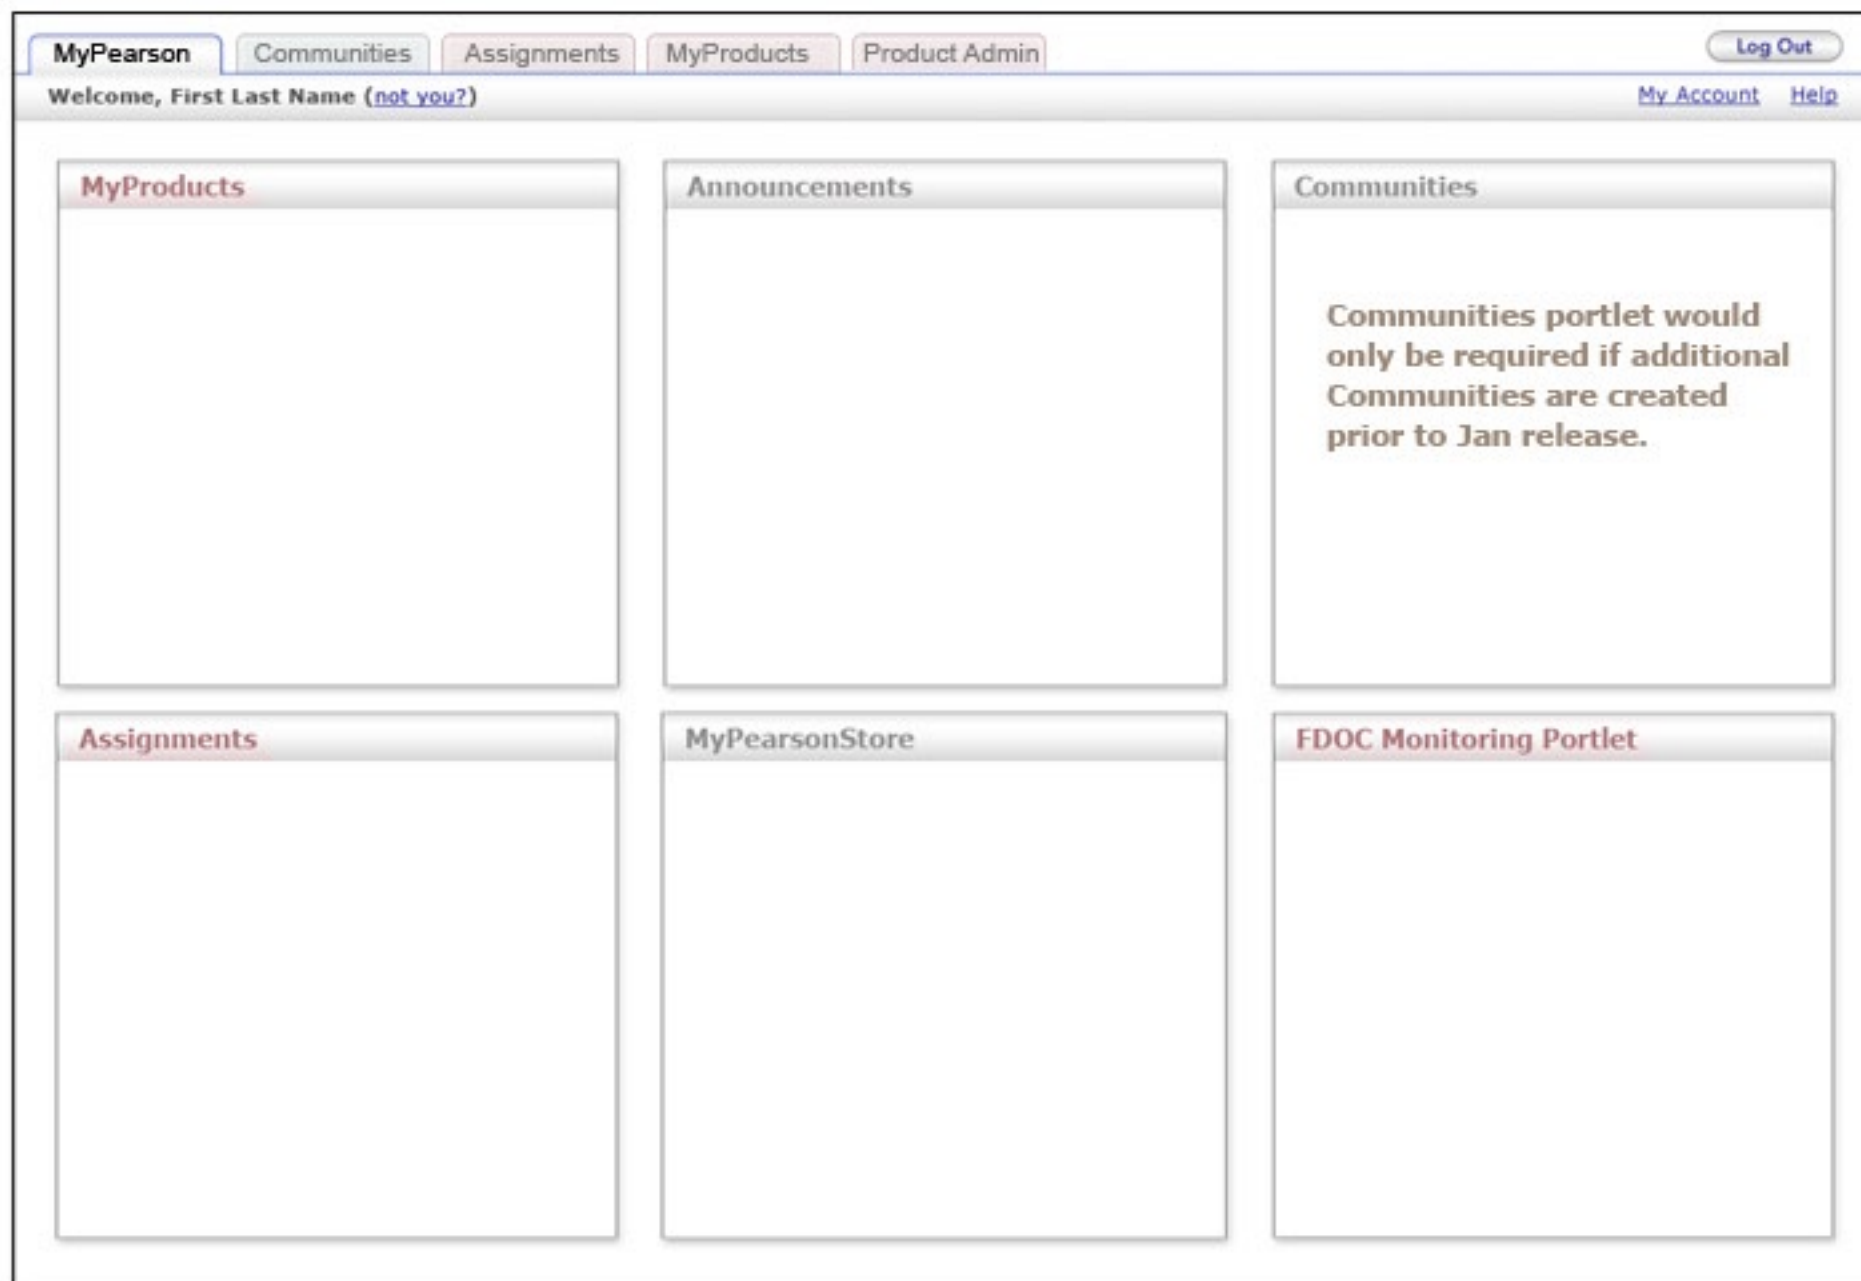 MyPearson Communities Assignments MyProducts Product Admin Log Out
Welcome, First Last Name (not you?) My Account Help
MyProducts Announcements Communities
Communities portlet would
only be required if additional
Communities are created
prior to Jan release.
Assignments MyPearsonStore FDOC Monitoring Portlet